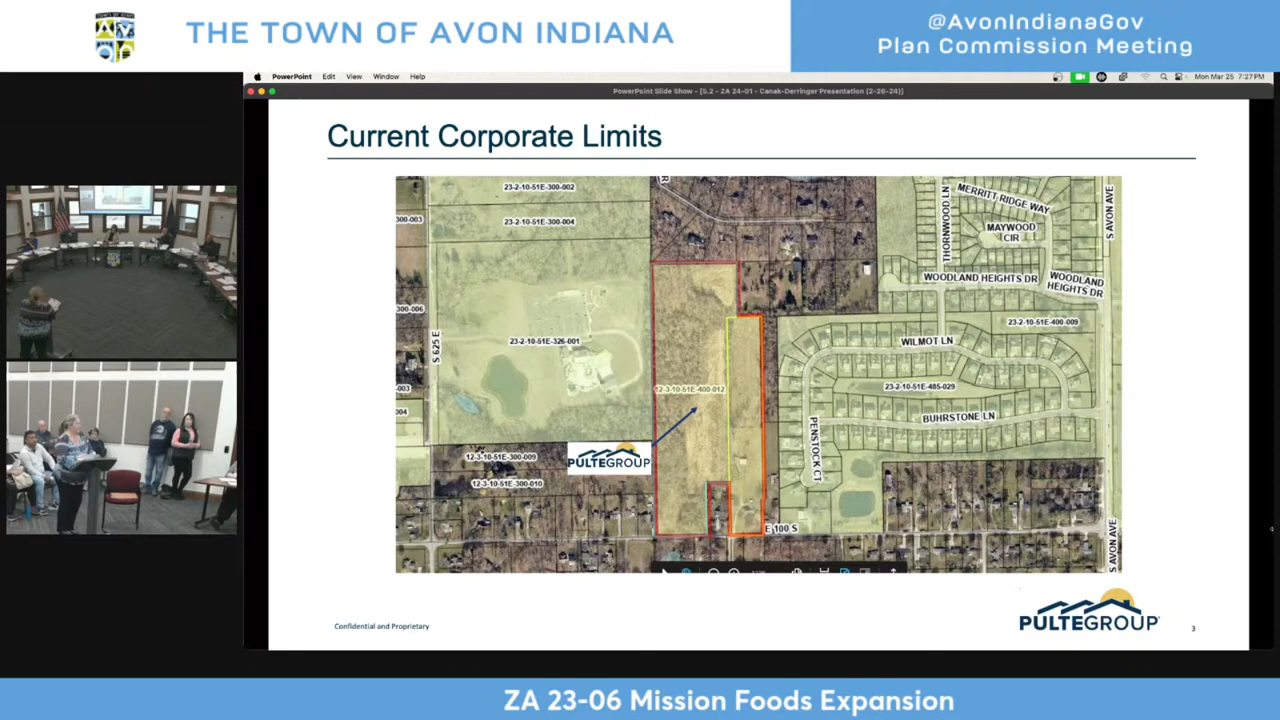 THE TOWN OF AVON INDIANA
@AvonIndianaGov
Plan Commission Meeting
PowerPoint Edit View Window Help
Mon Mar 25 7:27 PM
PowerPoint Slide Show - [5.2 - ZA 24-01 - Canak-Derringer Presentation (2-26-24)]
Current Corporate Limits
23-2-10-51E-300-002
300-003
23-2-10-51E-300-004
300-006
S 625 E
23-2-10-51E-326-001
-003
004
12-3-10-51E-300-009
12-3-10-51E-300-010
12-3-10-51E-400-012
PULTEGROUP
E 100 S
THORNWOOD LN
MERRITT RIDGE WAY
MAYWOOD
CIR
S AVON AVE
WOODLAND HEIGHTS DR
WOODLAND
HEIGHTS DR
23-2-10-51E-400-009
WILMOT LN
23-2-10-51E-485-029
BUHRSTONE LN
PENSTOCK CT
S AVON AVE
Confidential and Proprietary
PULTEGROUP
3
ZA 23-06 Mission Foods Expansion